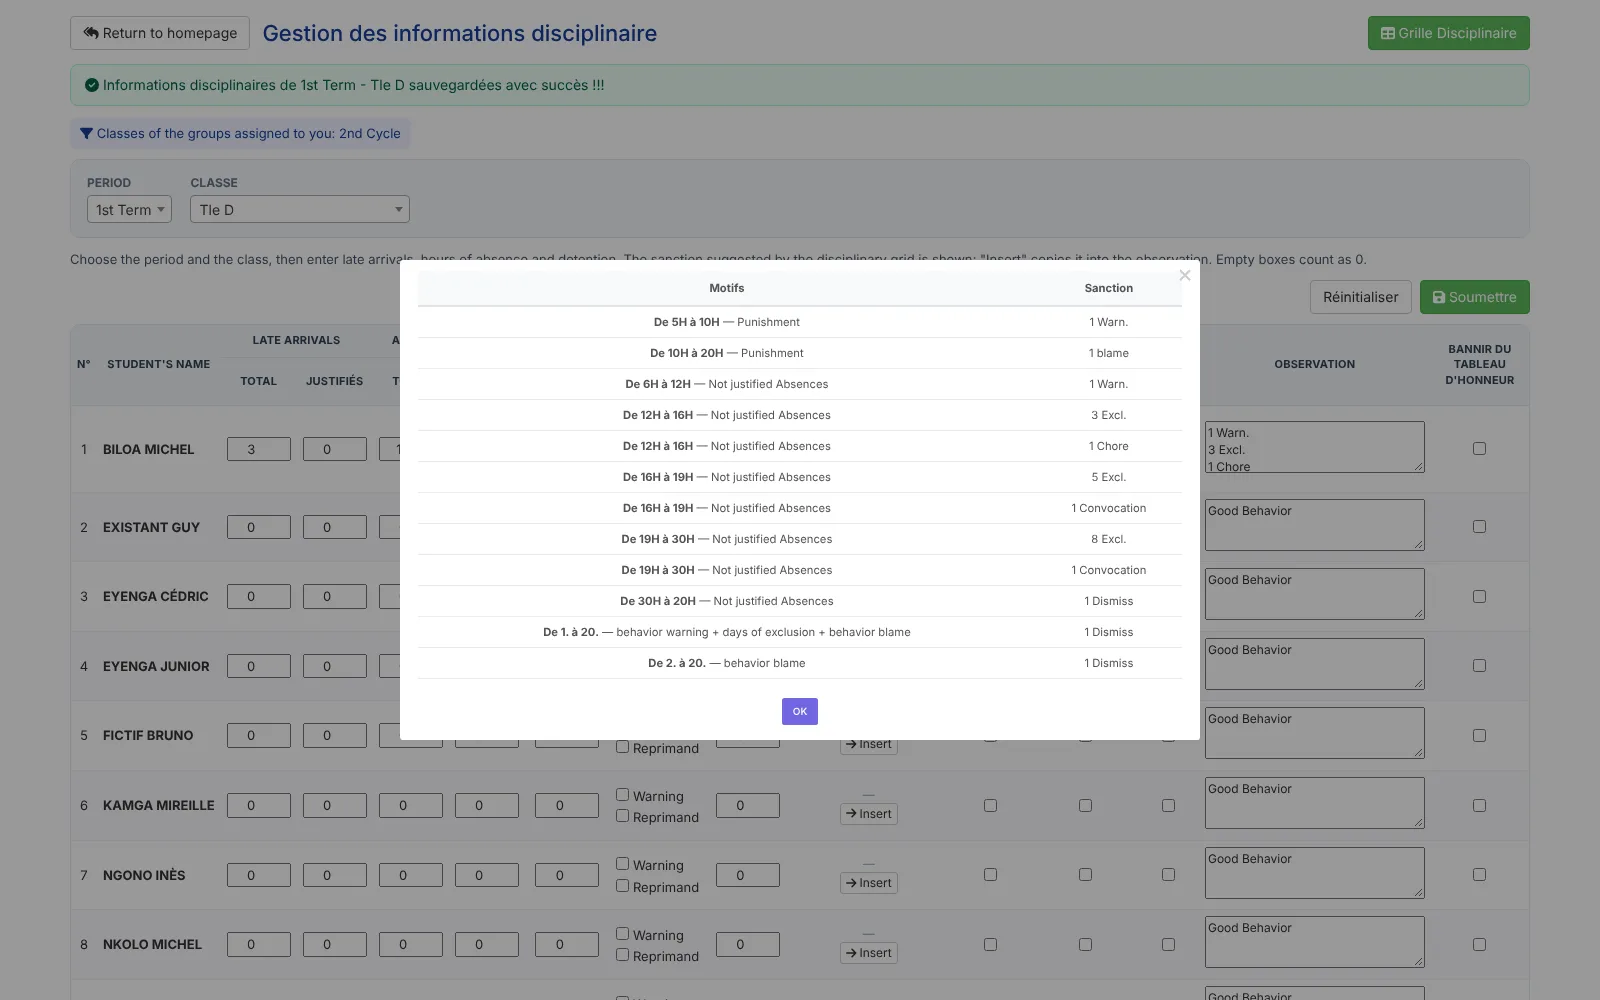 Return to homepage
Gestion des informations disciplinaire
Grille Disciplinaire
Informations disciplinaires de 1st Term - Tle D sauvegardées avec succès !!!
Classes of the groups assigned to you: 2nd Cycle
PERIOD
CLASSE
1st Term
Tle D
Choose the period and the class, then enter late arrivals, hours of absence and detention. The sanction suggested by the disciplinary grid is shown: "Insert" copies it into the observation. Empty boxes count as 0.
Réinitialiser
Soumettre
N° STUDENT'S NAME
LATE ARRIVALS
TOTAL JUSTIFIÉS
OBSERVATION
BANNIR DU
TABLEAU
D'HONNEUR
×
Motifs Sanction
De 5H à 10H — Punishment 1 Warn.
De 10H à 20H — Punishment 1 blame
De 6H à 12H — Not justified Absences 1 Warn.
De 12H à 16H — Not justified Absences 3 Excl.
De 12H à 16H — Not justified Absences 1 Chore
De 16H à 19H — Not justified Absences 5 Excl.
De 16H à 19H — Not justified Absences 1 Convocation
De 19H à 30H — Not justified Absences 8 Excl.
De 19H à 30H — Not justified Absences 1 Convocation
De 30H à 20H — Not justified Absences 1 Dismiss
De 1. à 20. — behavior warning + days of exclusion + behavior blame 1 Dismiss
De 2. à 20. — behavior blame 1 Dismiss
OK
1 BILOA MICHEL 3 0
1 Warn.
3 Excl.
1 Chore
2 EXISTANT GUY 0 0 Good Behavior
3 EYENGA CÉDRIC 0 0 Good Behavior
4 EYENGA JUNIOR 0 0 Good Behavior
5 FICTIF BRUNO 0 0 Reprimand Insert Good Behavior
6 KAMGA MIREILLE 0 0 0 0 0 Warning 0 — Good Behavior
Reprimand Insert
7 NGONO INÈS 0 0 0 0 0 Warning 0 — Good Behavior
Reprimand Insert
8 NKOLO MICHEL 0 0 0 0 0 Warning 0 — Good Behavior
Reprimand Insert
Good Behavior